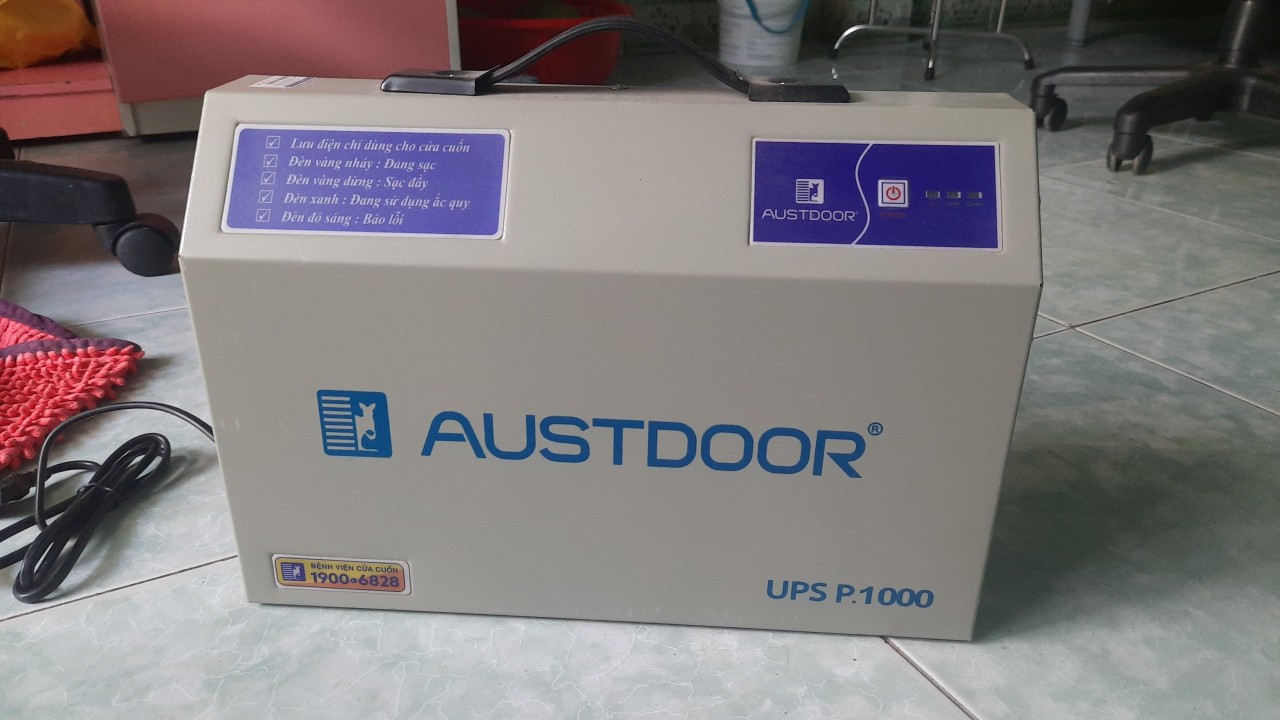 Lưu điện chỉ dùng cho cửa cuốn
Đèn vàng nháy : Đang sạc
Đèn vàng dừng : Sạc đầy
Đèn xanh : Đang sử dụng ắc quy
Đèn đỏ sáng : Báo lỗi
AUSTDOOR
AUSTDOOR®
BỆNH VIỆN CỬA CUỐN
1900 6828
UPS P.1000